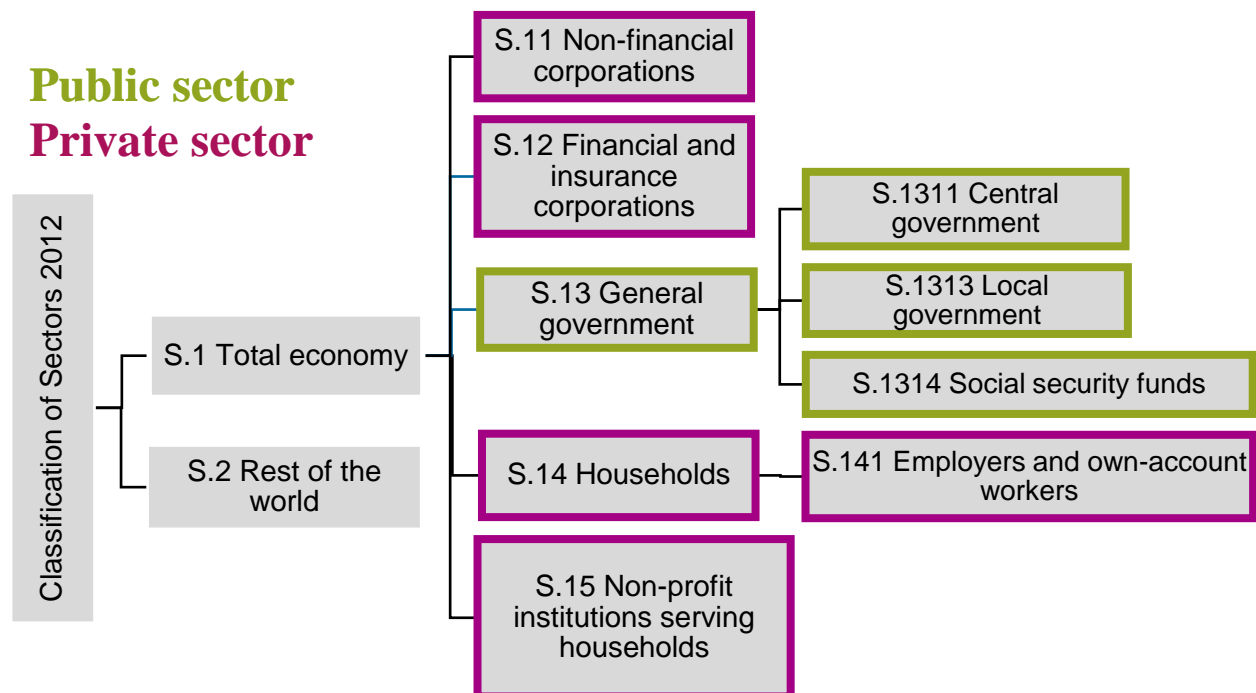 Public sector
Private sector
Classification of Sectors 2012
S.1 Total economy
S.2 Rest of the
world
S.11 Non-financial
corporations
S.12 Financial and
insurance
corporations
S.13 General
government
S.1311 Central
government
S.1313 Local
government
S.1314 Social security funds
S.14 Households
S.141 Employers and own-account
workers
S.15 Non-profit
institutions serving
households